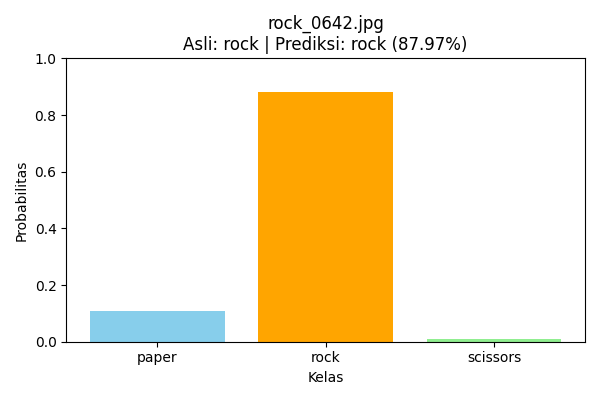 rock_0642.jpg
Asli: rock | Prediksi: rock (87.97%)
1.0
0.8
0.6
0.4
0.2
0.0
Probabilitas
paper
rock
scissors
Kelas